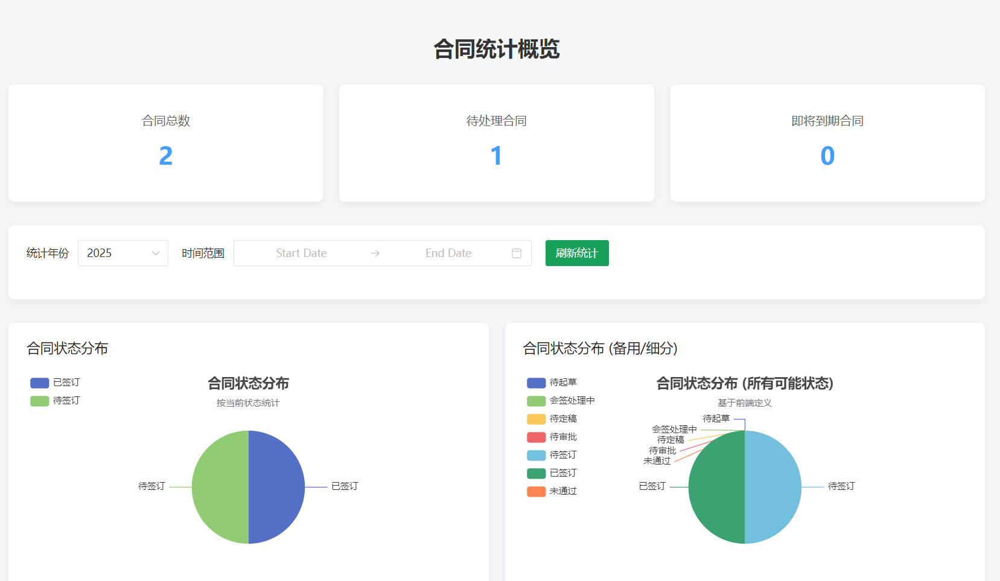 合同统计概览
合同总数
2
待处理合同
1
即将到期合同
0
统计年份 2025 时间范围 Start Date End Date 刷新统计
合同状态分布
已签订
待签订
合同状态分布
按当前状态统计
待签订
已签订
合同状态分布 (备用/细分)
待起草
会签处理中
待定稿
待审批
待签订
已签订
未通过
合同状态分布 (所有可能状态)
基于前端定义
待起草
会签处理中
待定稿
待审批
未通过
已签订
待签订